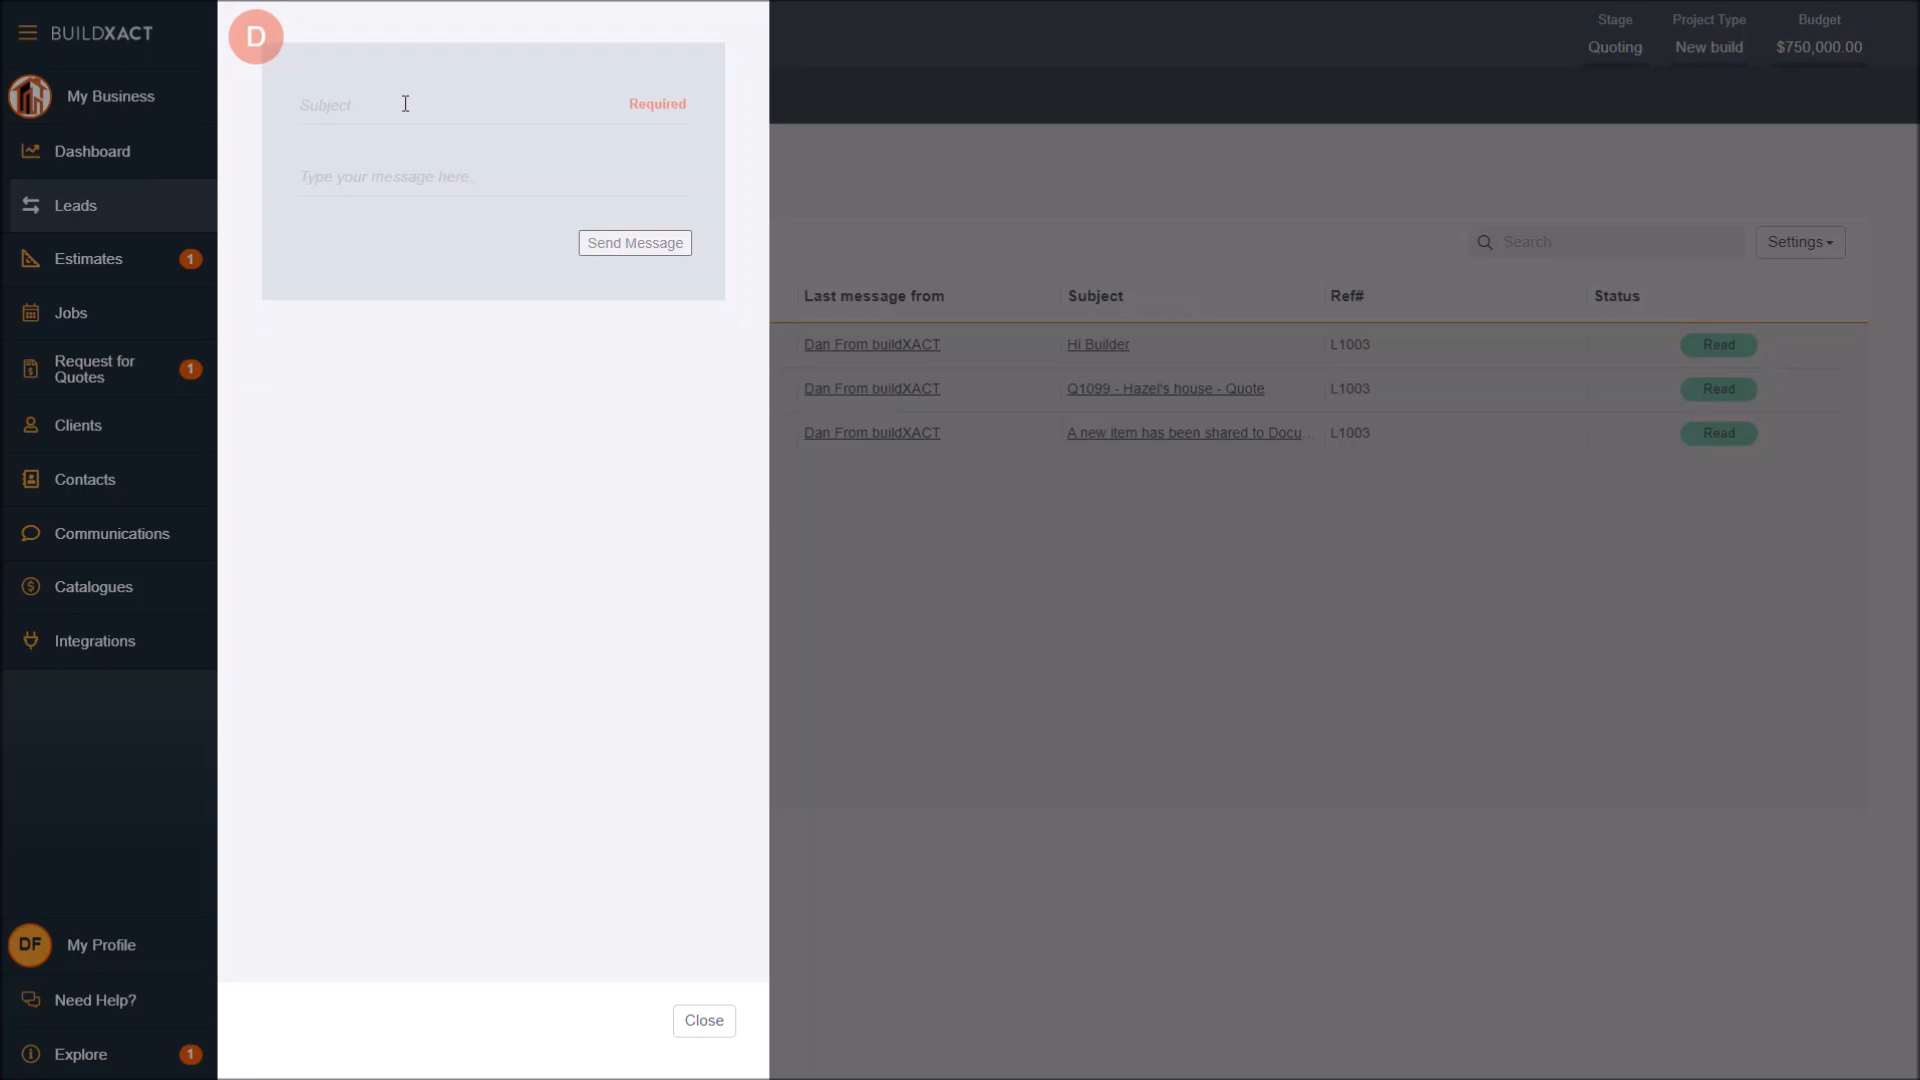 BUILDXACT
My Business
Dashboard
Leads
Estimates 1
Jobs
Request for
Quotes 1
Clients
Contacts
Communications
Catalogues
Integrations
DF My Profile
Need Help?
Explore 1
D
Subject Required
Type your message here
Send Message
Close
Stage Project Type Budget
Quoting New build $750,000.00
Search Settings
Last message from Subject Ref# Status
Dan From buildXACT Hi Builder L1003 Read
Dan From buildXACT Q1099 - Hazel's house - Quote L1003 Read
Dan From buildXACT A new item has been shared to Docu... L1003 Read